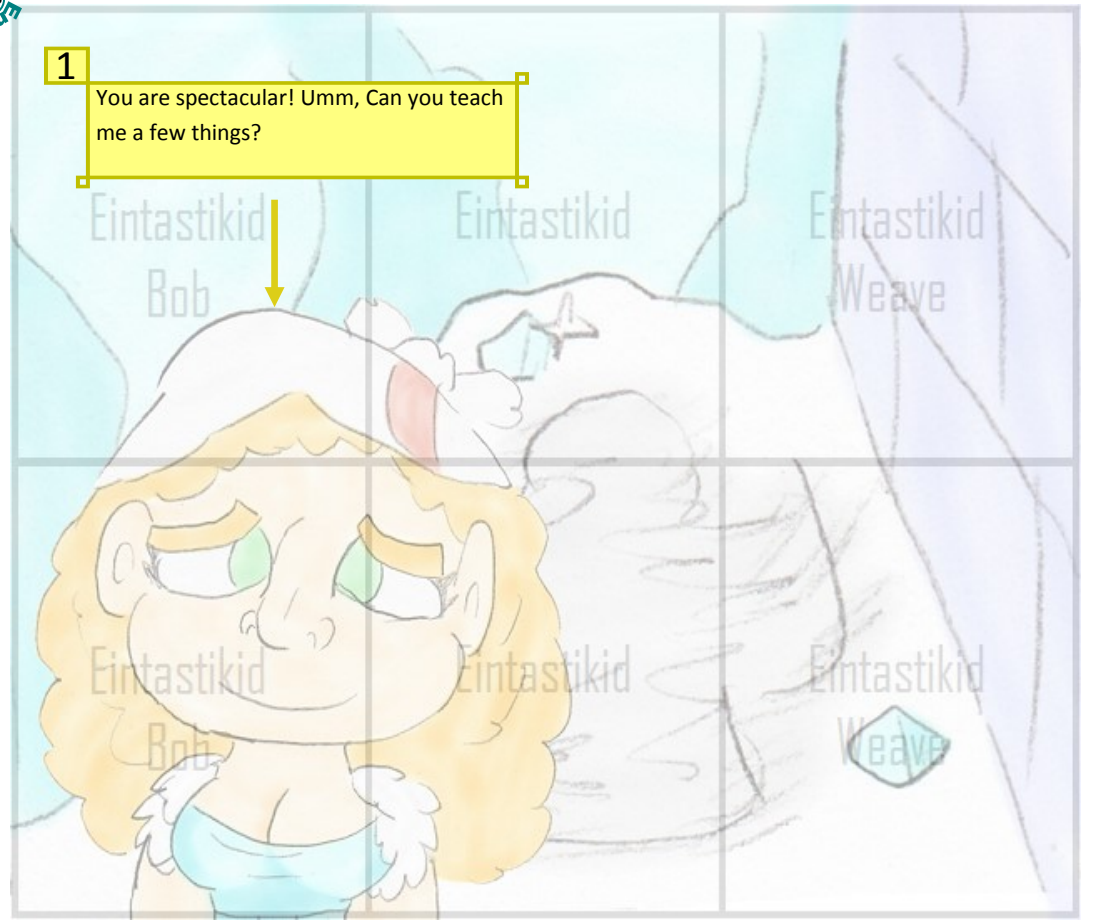 1
You are spectacular! Umm, Can you teach
me a few things?
Eintastikid
Bob
Eintastikid
Eintastikid
Weave
Eintastikid
Bob
Eintastikid
Eintastikid
Weave